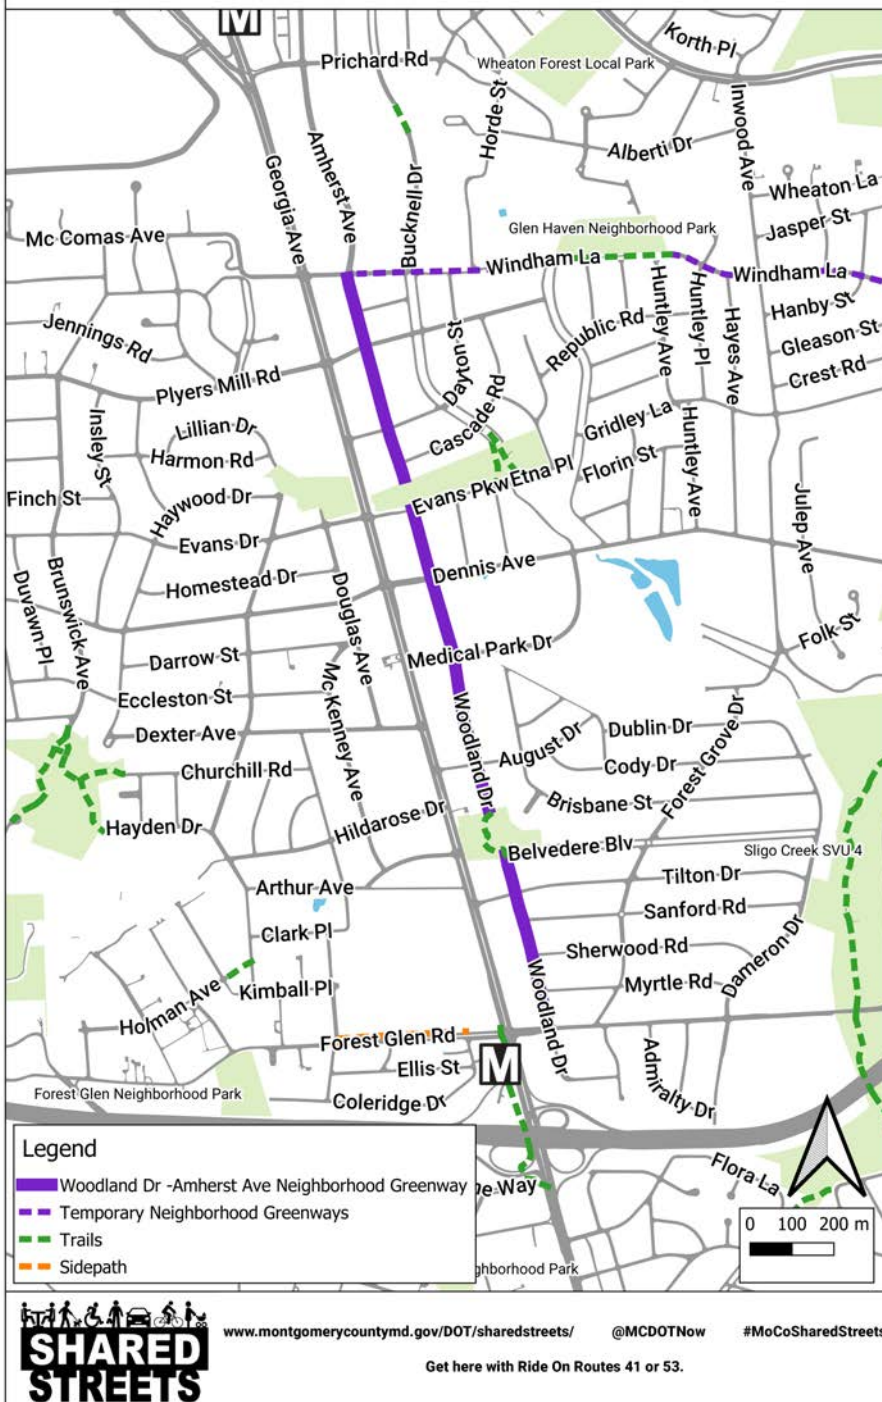 M
Korth Pl
Prichard Rd
Wheaton Forest Local Park
Inwood Ave
Horde St
Amherst Ave
Alberti Dr
Georgia Ave
Bucknell Dr
Wheaton La
Jasper St
Mc Comas Ave
Glen Haven Neighborhood Park
Windham La
Windham La
Huntley Ave
Huntley Pl
Hanby St
Jennings Rd
Dayton St
Republic Rd
Hayes Ave
Gleason St
Crest Rd
Plyers Mill Rd
Cascade Rd
Insley St
Lillian Dr
Gridley La
Huntley Ave
Harmon Rd
Florin St
Etna Pl
Evans Pkw
Finch St
Haywood Dr
Julep Ave
Evans Dr
Dennis Ave
Brunswick Ave
Duvawn Pl
Homestead Dr
Douglas Ave
Folk St
Medical Park Dr
Darrow St
Mc Kenney Ave
Eccleston St
Woodland Dr
Dexter Ave
August Dr
Dublin Dr
Forest Grove Dr
Churchill Rd
Cody Dr
Brisbane St
Hayden Dr
Hildarose Dr
Belvedere Blv
Sligo Creek SVU 4
Arthur Ave
Tilton Dr
Sanford Rd
Clark Pl
Sherwood Rd
Dameron Dr
Holman Ave
Kimball Pl
Myrtle Rd
Woodland Dr
Forest Glen Rd
M
Ellis St
Admiralty Dr
Forest Glen Neighborhood Park
Coleridge Dr
Legend
Woodland Dr -Amherst Ave Neighborhood Greenway
Temporary Neighborhood Greenways
Trails
Sidepath
ne Way
Flora La
0 100 200 m
ghborhood Park
SHARED
STREETS
www.montgomerycountymd.gov/DOT/sharedstreets/ @MCDOTNow #MoCoSharedStreets
Get here with Ride On Routes 41 or 53.